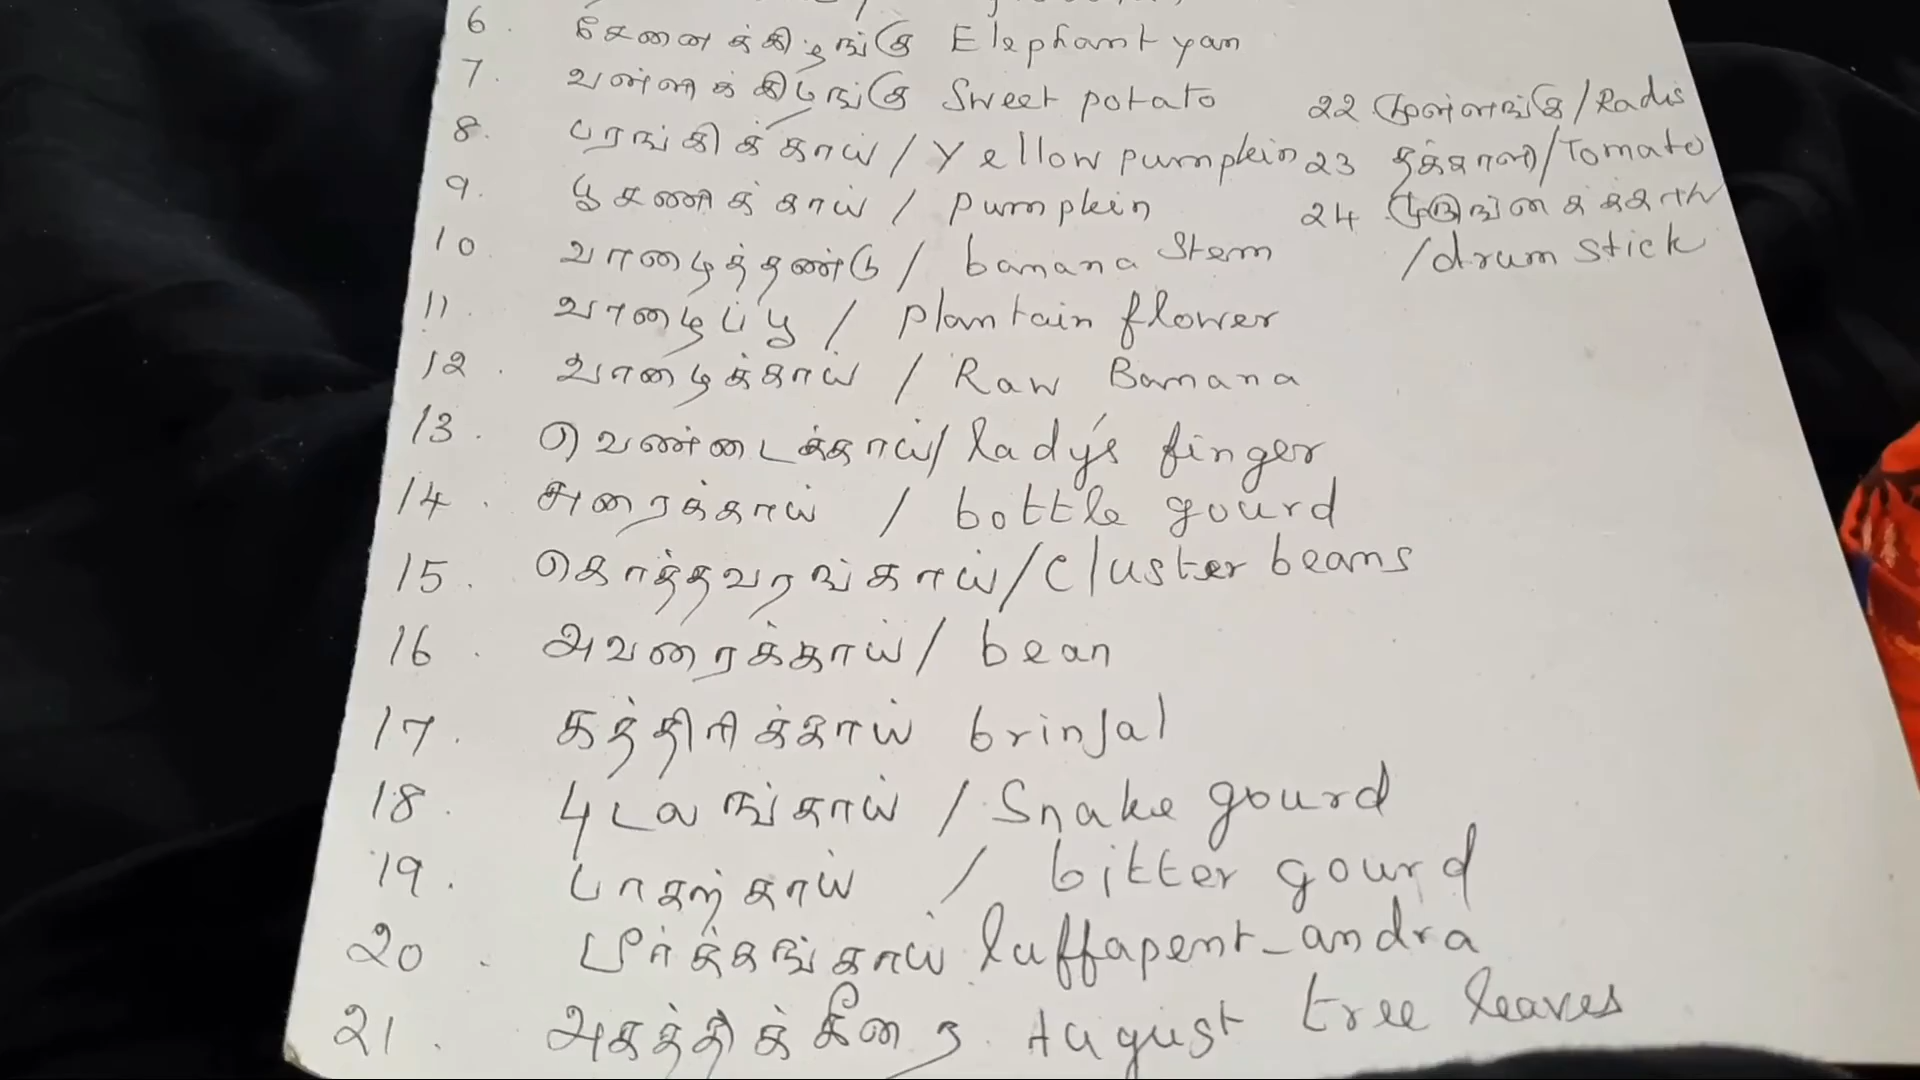 6. சேனைக்கிழங்கு Elephant yan
7. வள்ளிக்கிழங்கு Sweet potato
8. பரங்கிக்காய் / Yellow pumpkin
9. பூசணிக்காய் / Pumpkin
10. வாழைத்தண்டு / banana Stem
11. வாழைப்பூ / plantain flower
12. வாழைக்காய் / Raw Banana
13. வெண்டைக்காய் / lady's finger
14. சுரைக்காய் / bottle gourd
15. கொத்தவரங்காய் / Cluster beans
16. அவரைக்காய் / bean
17. கத்திரிக்காய் brinjal
18. புடலங்காய் / Snake gourd
19. பாகற்காய் / bitter gourd
20. பீர்க்கங்காய் luffapent-andra
21. அகத்திக்கீரை August tree leaves
22 முள்ளங்கி / Radis
23 தக்காளி / Tomato
24 முருங்கைக்காய்
/ drum stick